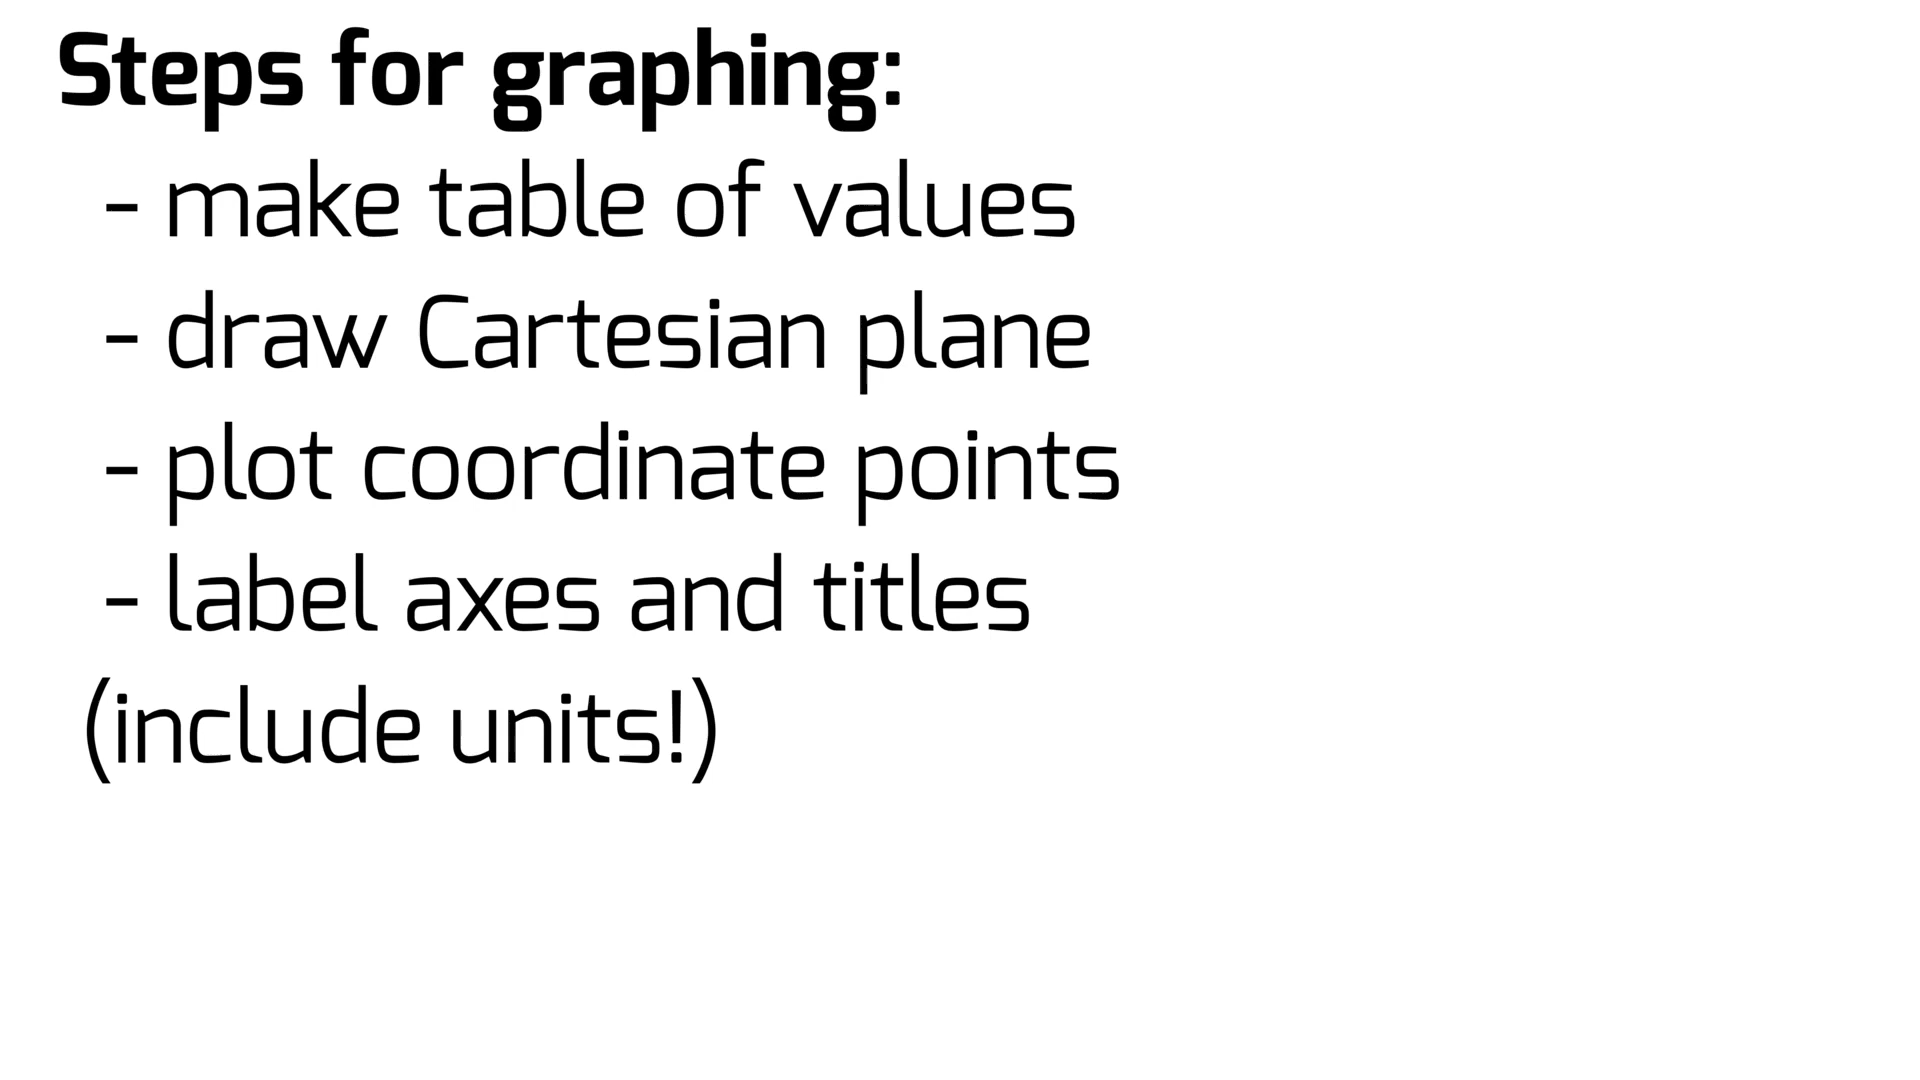 Steps for graphing:
- make table of values
- draw Cartesian plane
- plot coordinate points
- label axes and titles
(include units!)